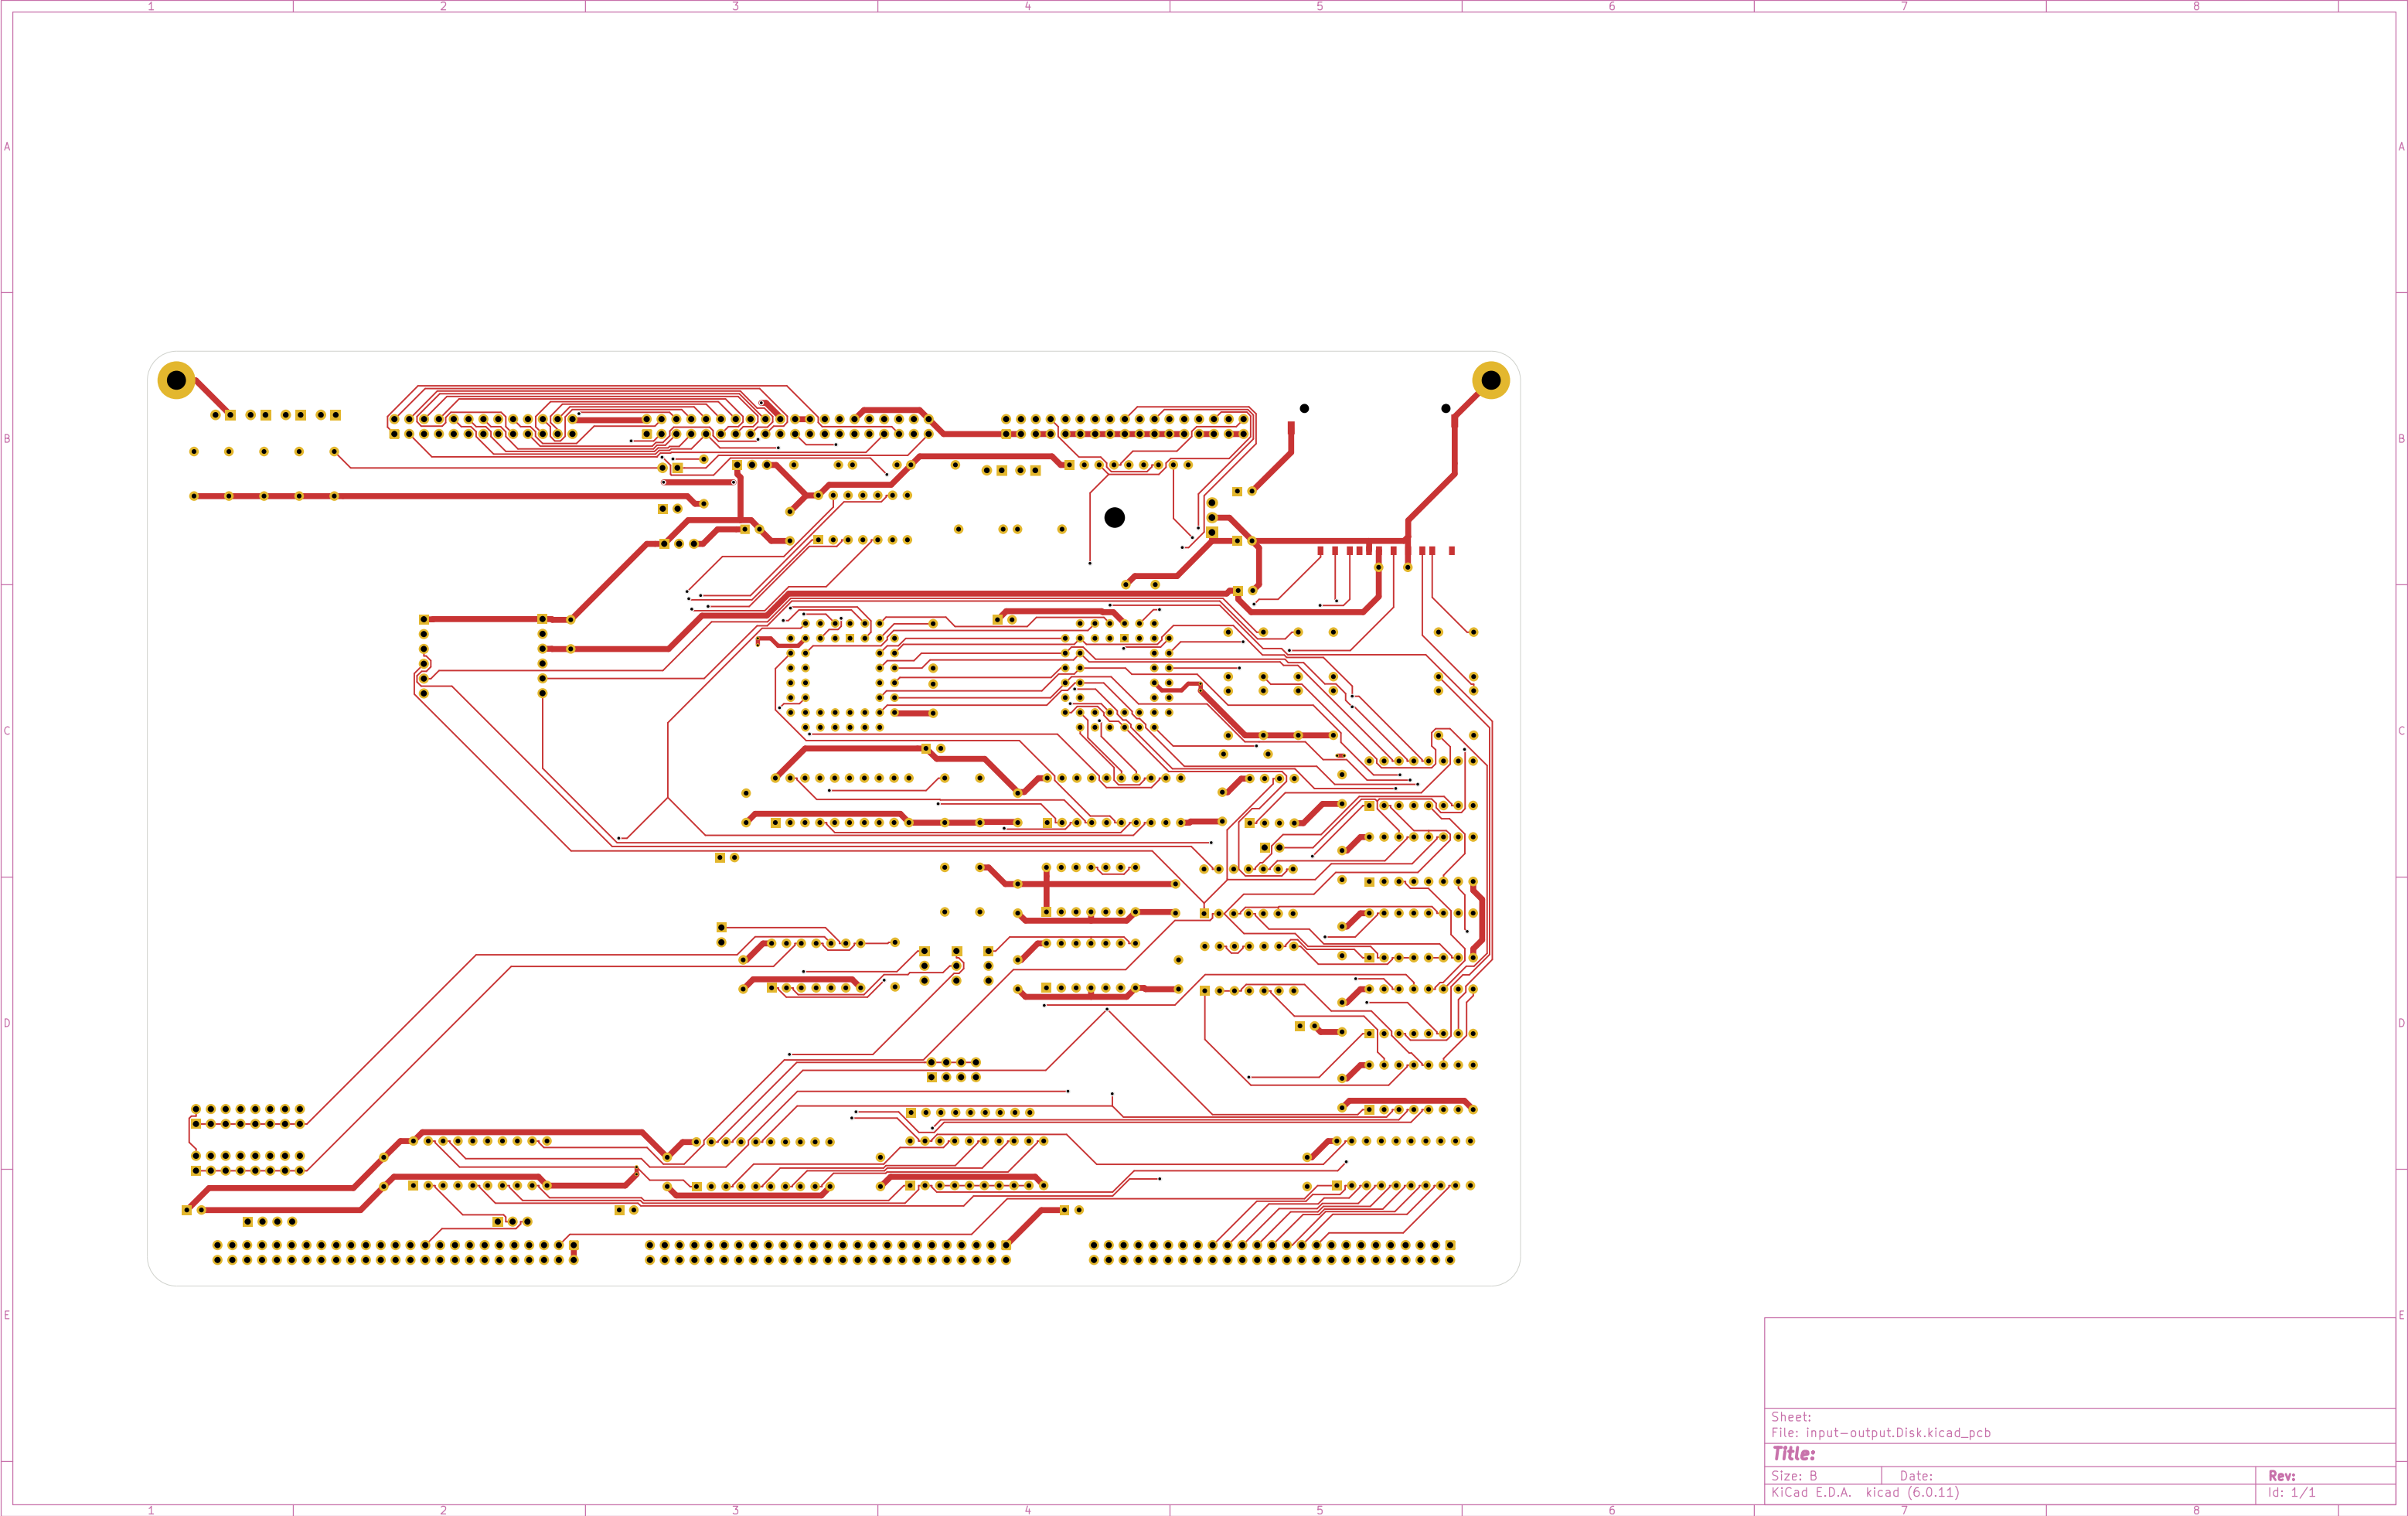 1 2 3 4 5 6 7 8
A A
B B
C C
D D
E E
Sheet:
File: input-output.Disk.kicad_pcb
Title:
Size: B Date: Rev:
KiCad E.D.A. kicad (6.0.11) Id: 1/1
1 2 3 4 5 6 7 8